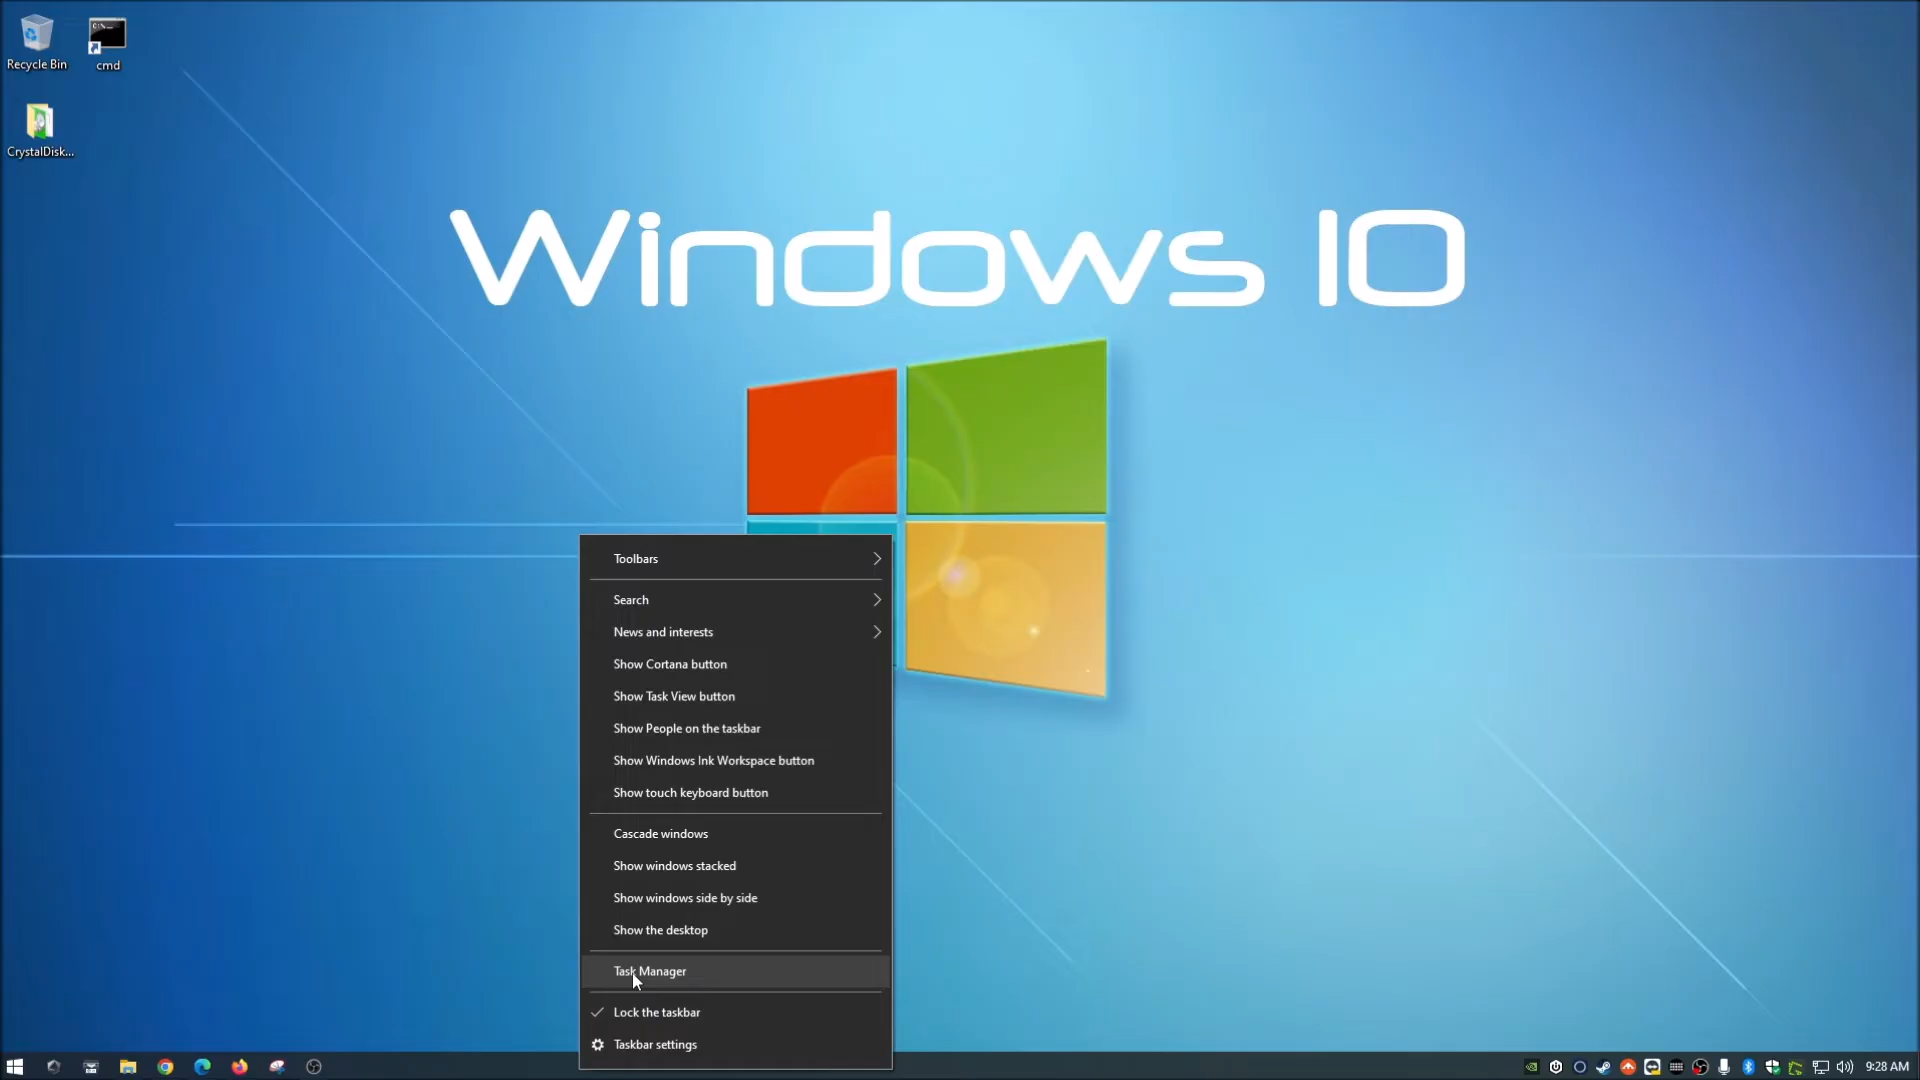 Recycle Bin
cmd
CrystalDisk...
Windows 10
Toolbars
Search
News and interests
Show Cortana button
Show Task View button
Show People on the taskbar
Show Windows Ink Workspace button
Show touch keyboard button
Cascade windows
Show windows stacked
Show windows side by side
Show the desktop
Task Manager
Lock the taskbar
Taskbar settings
9:28 AM